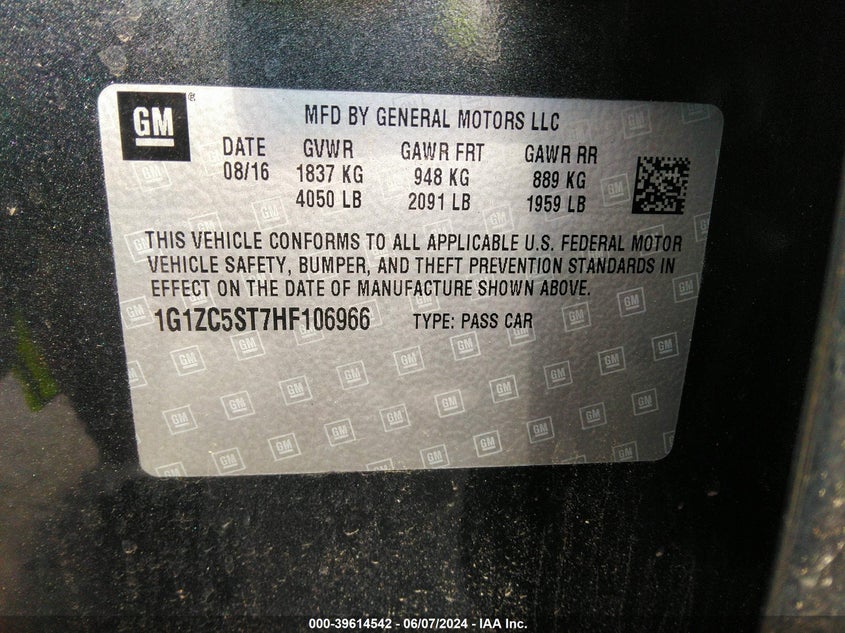 GM®
MFD BY GENERAL MOTORS LLC
DATE GVWR GAWR FRT GAWR RR
08/16 1837 KG 948 KG 889 KG
4050 LB 2091 LB 1959 LB
THIS VEHICLE CONFORMS TO ALL APPLICABLE U.S. FEDERAL MOTOR
VEHICLE SAFETY, BUMPER, AND THEFT PREVENTION STANDARDS IN
EFFECT ON THE DATE OF MANUFACTURE SHOWN ABOVE.
1G1ZC5ST7HF106966 TYPE: PASS CAR
000-39614542 - 06/07/2024 - IAA Inc.